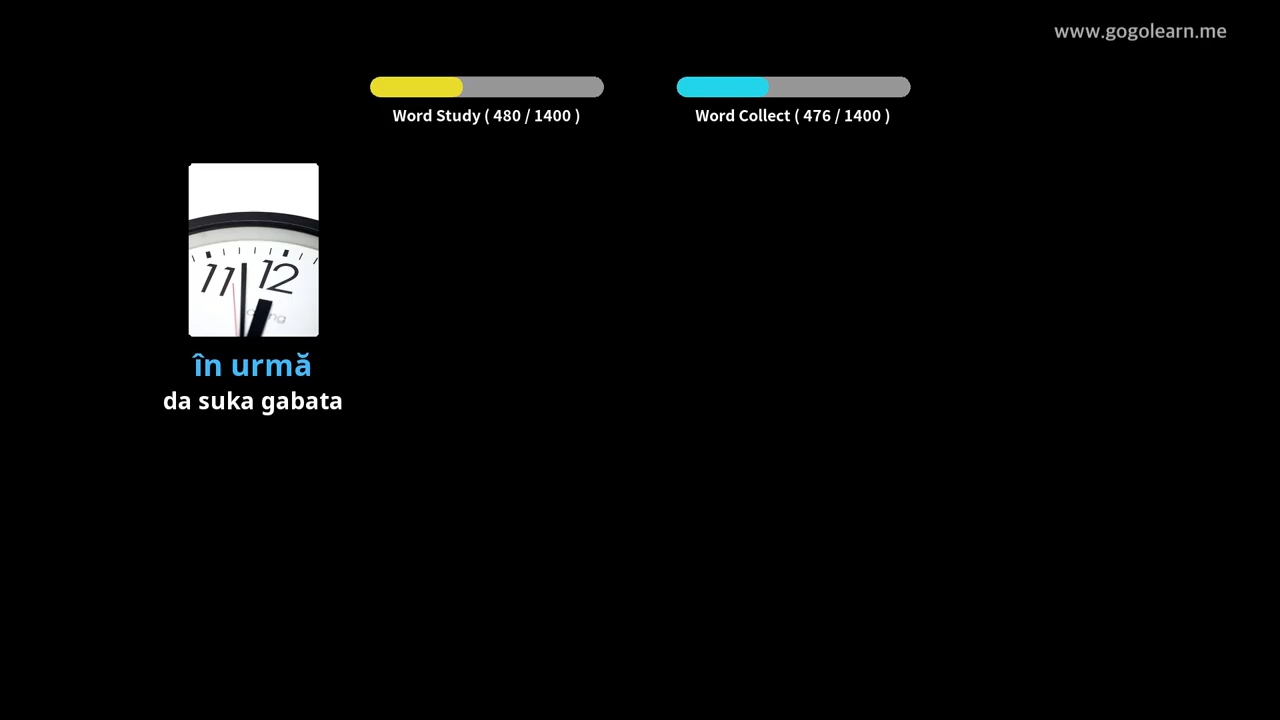 www.gogolearn.me
Word Study ( 480 / 1400 )
Word Collect ( 476 / 1400 )
11 12
în urmă
da suka gabata